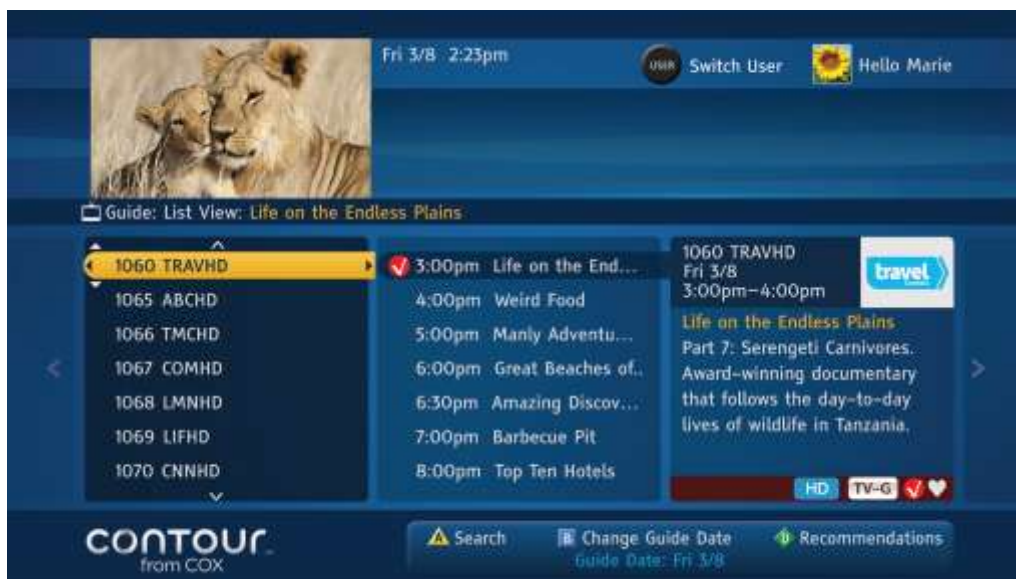 Fri 3/8 2:23pm
USER Switch User
Hello Marie
Guide: List View: Life on the Endless Plains
1060 TRAVHD
1065 ABCHD
1066 TMCHD
1067 COMHD
1068 LMNHD
1069 LIFHD
1070 CNNHD
3:00pm Life on the End...
4:00pm Weird Food
5:00pm Manly Adventu...
6:00pm Great Beaches of..
6:30pm Amazing Discov...
7:00pm Barbecue Pit
8:00pm Top Ten Hotels
1060 TRAVHD
Fri 3/8
3:00pm-4:00pm
travel
Life on the Endless Plains
Part 7: Serengeti Carnivores.
Award-winning documentary
that follows the day-to-day
lives of wildlife in Tanzania.
HD TV-G
contour
from COX
A Search
B Change Guide Date
Guide Date: Fri 3/8
D Recommendations